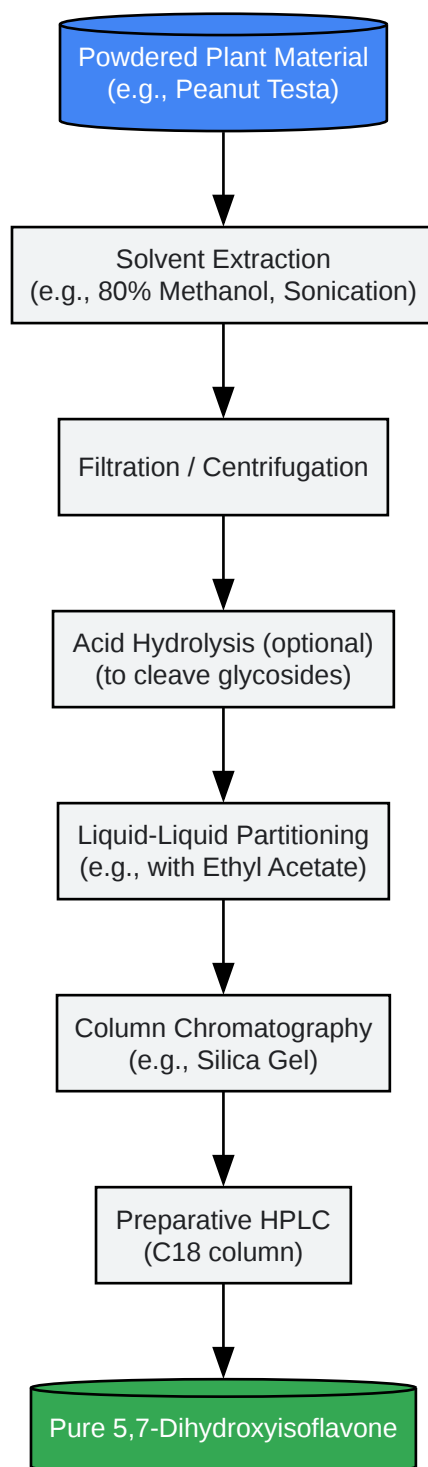 Powdered Plant Material
(e.g., Peanut Testa)
Solvent Extraction
(e.g., 80% Methanol, Sonication)
Filtration / Centrifugation
Acid Hydrolysis (optional)
(to cleave glycosides)
Liquid-Liquid Partitioning
(e.g., with Ethyl Acetate)
Column Chromatography
(e.g., Silica Gel)
Preparative HPLC
(C18 column)
Pure 5,7-Dihydroxyisoflavone